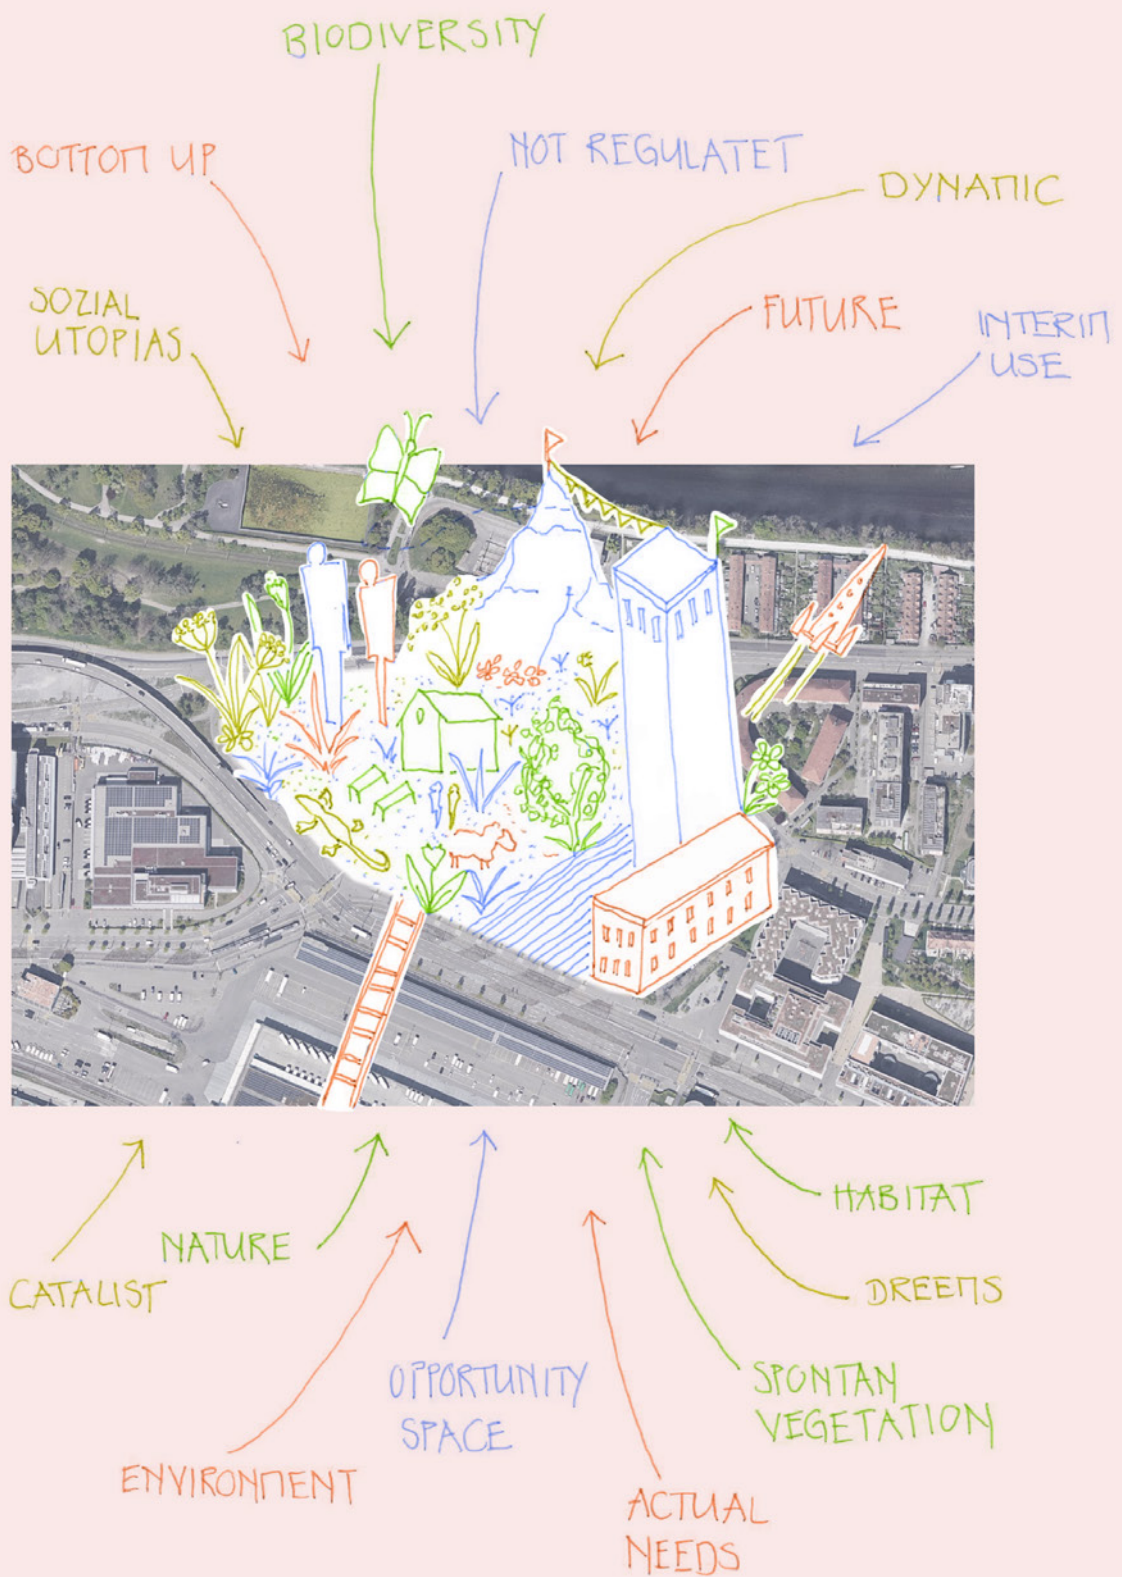 BIODIVERSITY
BOTTOM UP
NOT REGULATET
DYNAMIC
SOZIAL
UTOPIAS
FUTURE
INTERIM
USE
HABITAT
NATURE
CATALIST
DREEMS
OPPORTUNITY
SPACE
SPONTAN
VEGETATION
ENVIRONMENT
ACTUAL
NEEDS